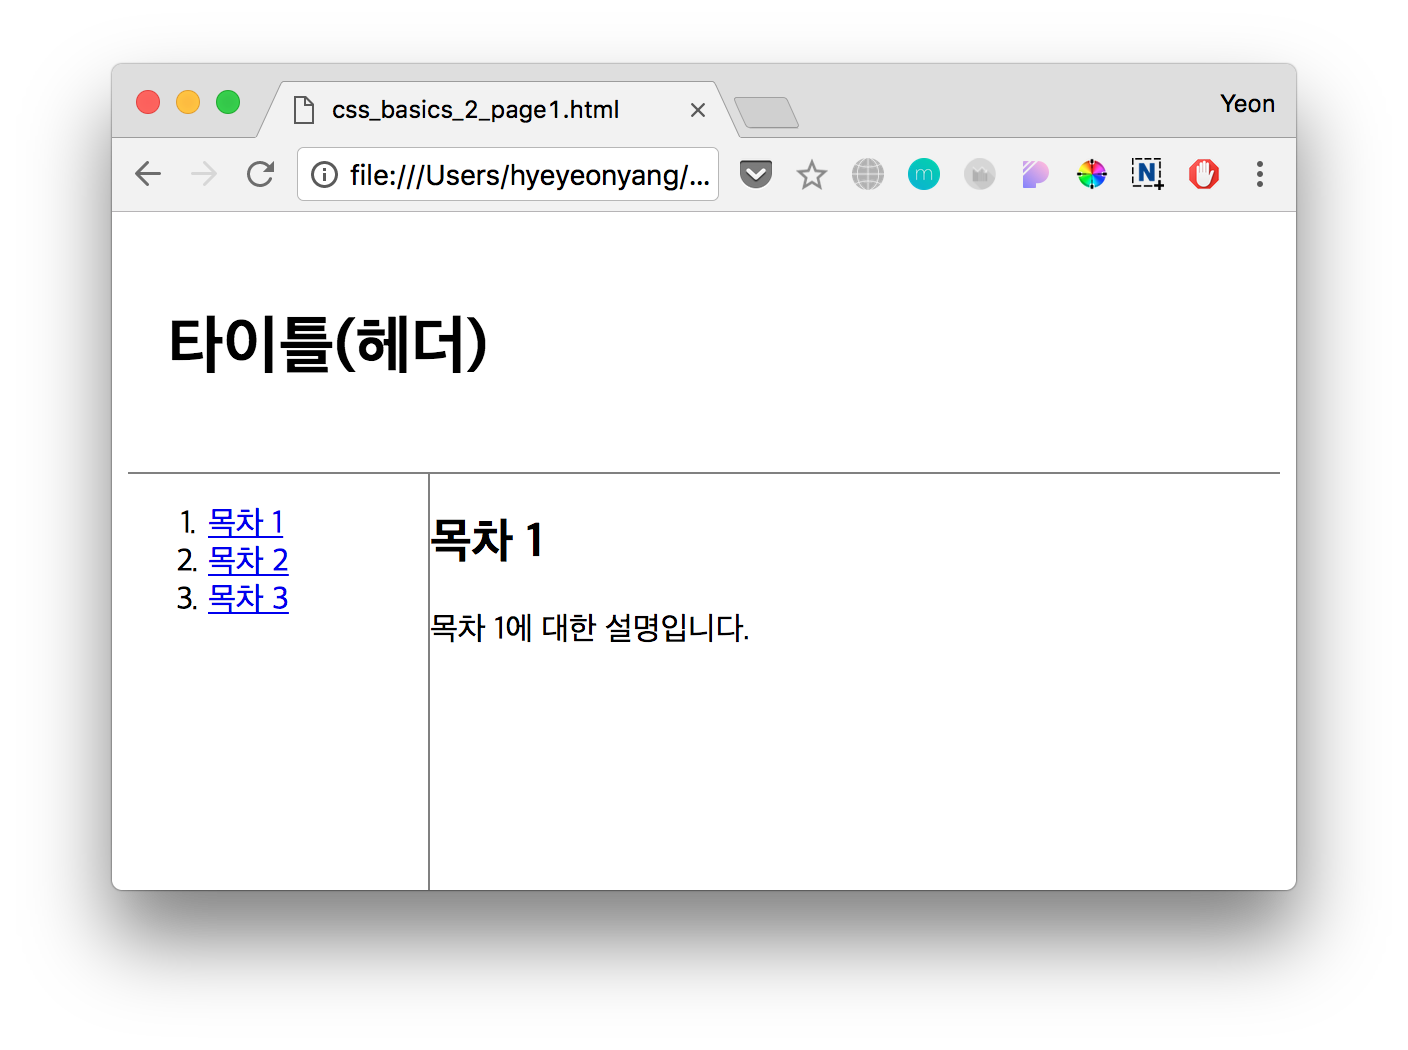 css_basics_2_page1.html
Yeon
file:///Users/hyeyeonyang/...
m
N
타이틀(헤더)
1. 목차 1
2. 목차 2
3. 목차 3
목차 1
목차 1에 대한 설명입니다.